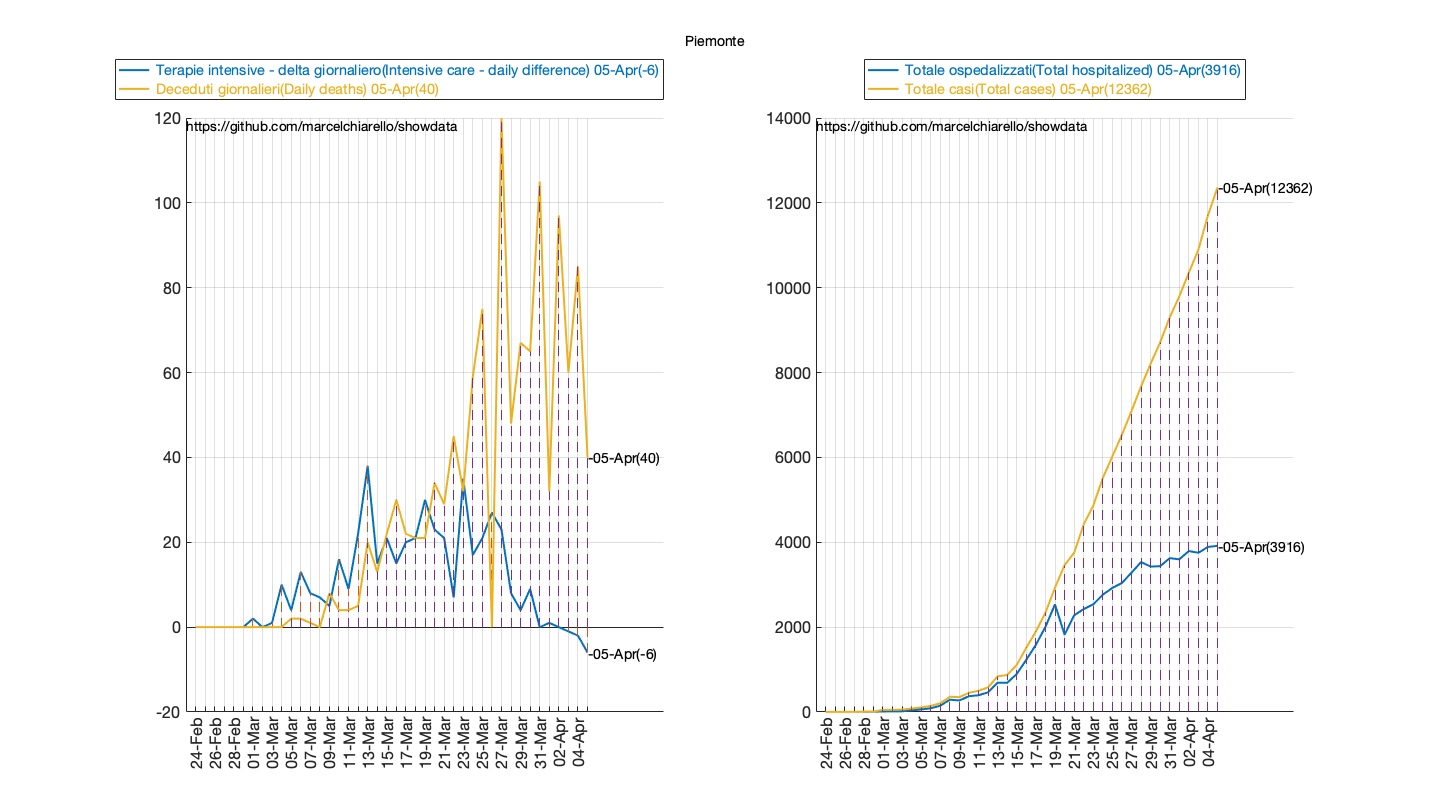 Piemonte
Terapie intensive - delta giornaliero(Intensive care - daily difference) 05-Apr(-6)
Deceduti giornalieri(Daily deaths) 05-Apr(40)
https://github.com/marcelchiarello/showdata
120
100
80
60
40
20
0
-20
-05-Apr(40)
-05-Apr(-6)
24-Feb
26-Feb
28-Feb
01-Mar
03-Mar
05-Mar
07-Mar
09-Mar
11-Mar
13-Mar
15-Mar
17-Mar
19-Mar
21-Mar
23-Mar
25-Mar
27-Mar
29-Mar
31-Mar
02-Apr
04-Apr
Totale ospedalizzati(Total hospitalized) 05-Apr(3916)
Totale casi(Total cases) 05-Apr(12362)
https://github.com/marcelchiarello/showdata
14000
12000
10000
8000
6000
4000
2000
0
-05-Apr(12362)
-05-Apr(3916)
24-Feb
26-Feb
28-Feb
01-Mar
03-Mar
05-Mar
07-Mar
09-Mar
11-Mar
13-Mar
15-Mar
17-Mar
19-Mar
21-Mar
23-Mar
25-Mar
27-Mar
29-Mar
31-Mar
02-Apr
04-Apr